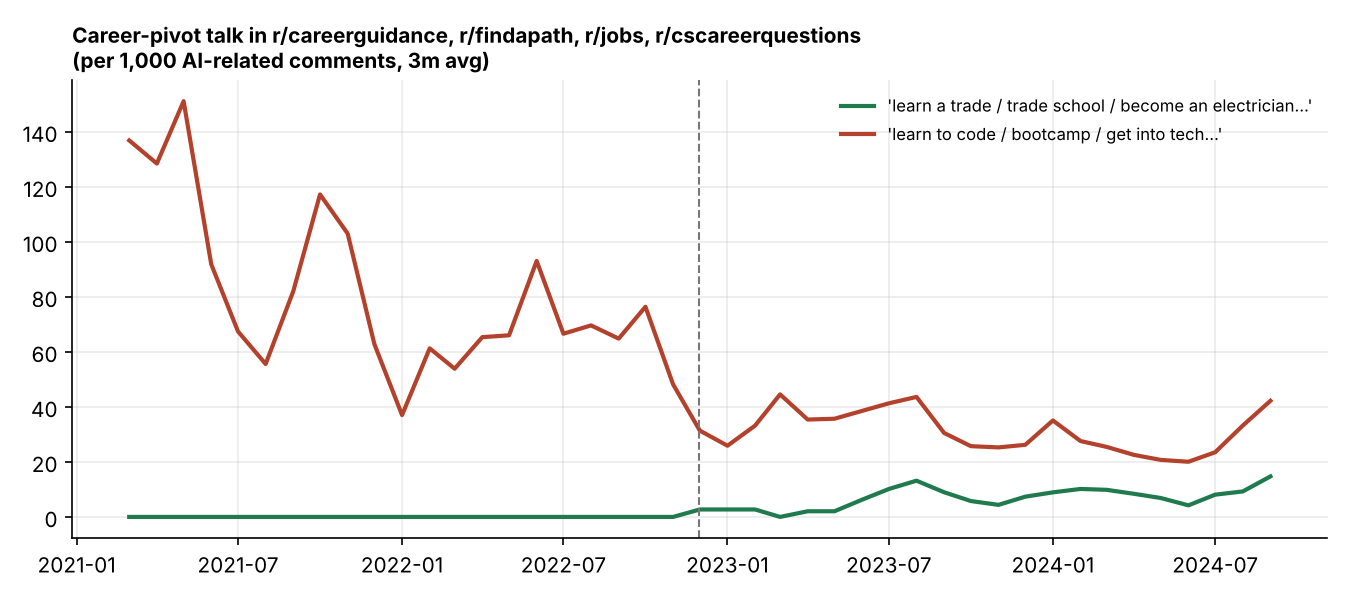 Career-pivot talk in r/careerguidance, r/findapath, r/jobs, r/cscareerquestions
(per 1,000 AI-related comments, 3m avg)
'learn a trade / trade school / become an electrician...'
'learn to code / bootcamp / get into tech...'
140
120
100
80
60
40
20
0
2021-01 2021-07 2022-01 2022-07 2023-01 2023-07 2024-01 2024-07